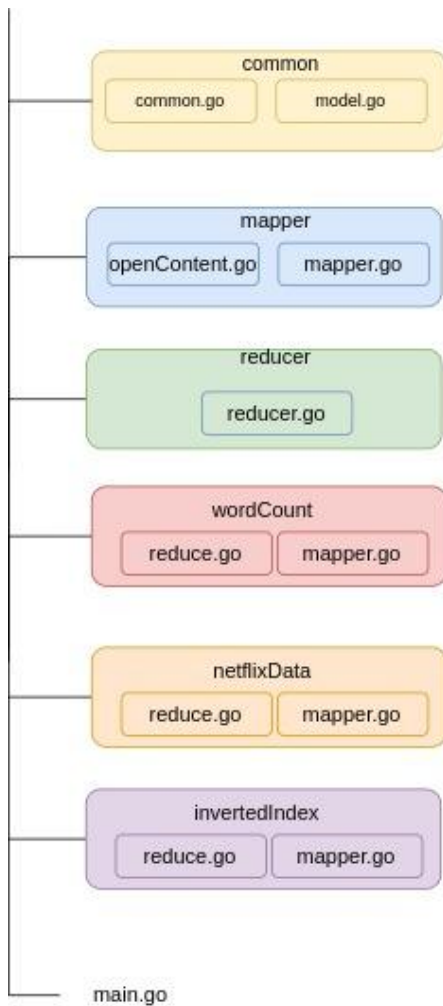 common
common.go model.go
mapper
openContent.go mapper.go
reducer
reducer.go
wordCount
reduce.go mapper.go
netflixData
reduce.go mapper.go
invertedIndex
reduce.go mapper.go
main.go